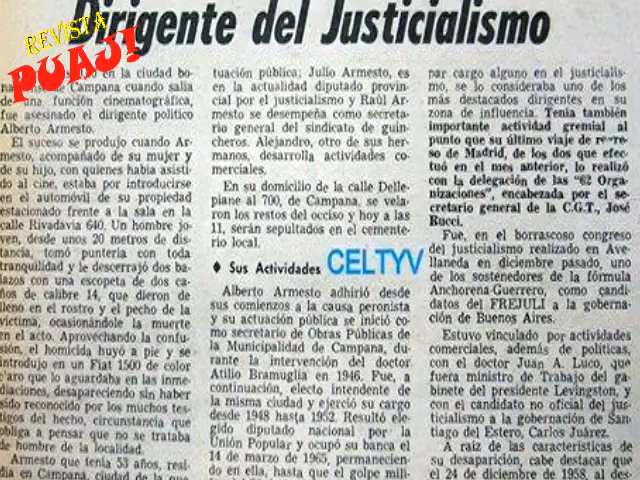 Dirigente del Justicialismo
REVISTA
PUAJ!
en la ciudad bo-
de Campana cuando salía
de una función cinematográfica,
fue asesinado el dirigente político
Alberto Armesto.
El suceso se produjo cuando Ar-
mesto, acompañado de su mujer y
de su hijo, con quienes había asisti-
do al cine, estaba por introducirse
en el automóvil de su propiedad
estacionado frente a la sala en la
calle Rivadavia 640. Un hombre jo-
ven, desde unos 20 metros de dis-
tancia, tomó puntería con toda
tranquilidad y le descerrajó dos ba-
lazos con una escopeta de dos ca-
ños de calibre 14, que dieron de
lleno en el rostro y el pecho de la
víctima, ocasionándole la muerte
en el acto. Aprovechando la confu-
sión, el homicida huyó a pie y se
introdujo en un Fiat 1500 de color
claro que lo aguardaba en las inme-
diaciones, desapareciendo sin haber
sido reconocido por los muchos tes-
tigos del hecho, circunstancia que
obliga a pensar que no se trataba
de hombre de la localidad.
Armesto que tenía 53 años, resi-
día en Campana, ciudad de la que
tuación pública; Julio Armesto, es
en la actualidad diputado provin-
cial por el justicialismo y Raúl Ar-
mesto se desempeña como secreta-
rio general del sindicato de guin-
cheros. Alejandro, otro de sus her-
manos, desarrolla actividades co-
merciales.
En su domicilio de la calle Delle-
piane al 700, de Campana, se vela-
ron los restos del occiso y hoy a las
11, serán sepultados en el cemente-
rio local.
♦ Sus Actividades CELTYV
Alberto Armesto adhirió desde
sus comienzos a la causa peronista
y su actuación pública se inició co-
mo secretario de Obras Públicas de
la Municipalidad de Campana, du-
rante la intervención del doctor
Atilio Bramuglia en 1946. Fue, a
continuación, electo intendente de
la misma ciudad y ejerció su cargo
desde 1948 hasta 1952. Resultó ele-
gido diputado nacional por la
Unión Popular y ocupó su banca el
14 de marzo de 1965, permanecien-
do en ella, hasta que el golpe mili-
par cargo alguno en el justicialis-
mo, se lo consideraba uno de los
más destacados dirigentes en su
zona de influencia. Tenía también
importante actividad gremial al
punto que su último viaje de regre-
so de Madrid, de los dos que efec-
tuó en el mes anterior, lo realizó
con la delegación de las "62 Orga-
nizaciones", encabezada por el se-
cretario general de la C.G.T., José
Rucci.
Fue, en el borrascoso congreso
del justicialismo realizado en Ave-
llaneda en diciembre pasado, uno
de los sostenedores de la fórmula
Anchorena-Guerrero, como candi-
datos del FREJULI a la goberna-
ción de Buenos Aires.
Estuvo vinculado por actividades
comerciales, además de políticas,
con el doctor Juan A. Luco, que
fuera ministro de Trabajo del ga-
binete del presidente Levingston, y
con el candidato no oficial del jus-
ticialismo a la gobernación de San-
tiago del Estero, Carlos Juárez.
A raíz de las características de
su desaparición, cabe destacar que
el 24 de diciembre de 1958, des-